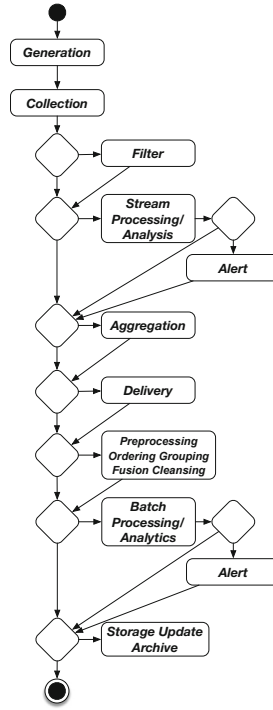 Generation
Collection
Filter
Stream
Processing/
Analysis
Alert
Aggregation
Delivery
Preprocessing
Ordering Grouping
Fusion Cleansing
Batch
Processing/
Analytics
Alert
Storage Update
Archive